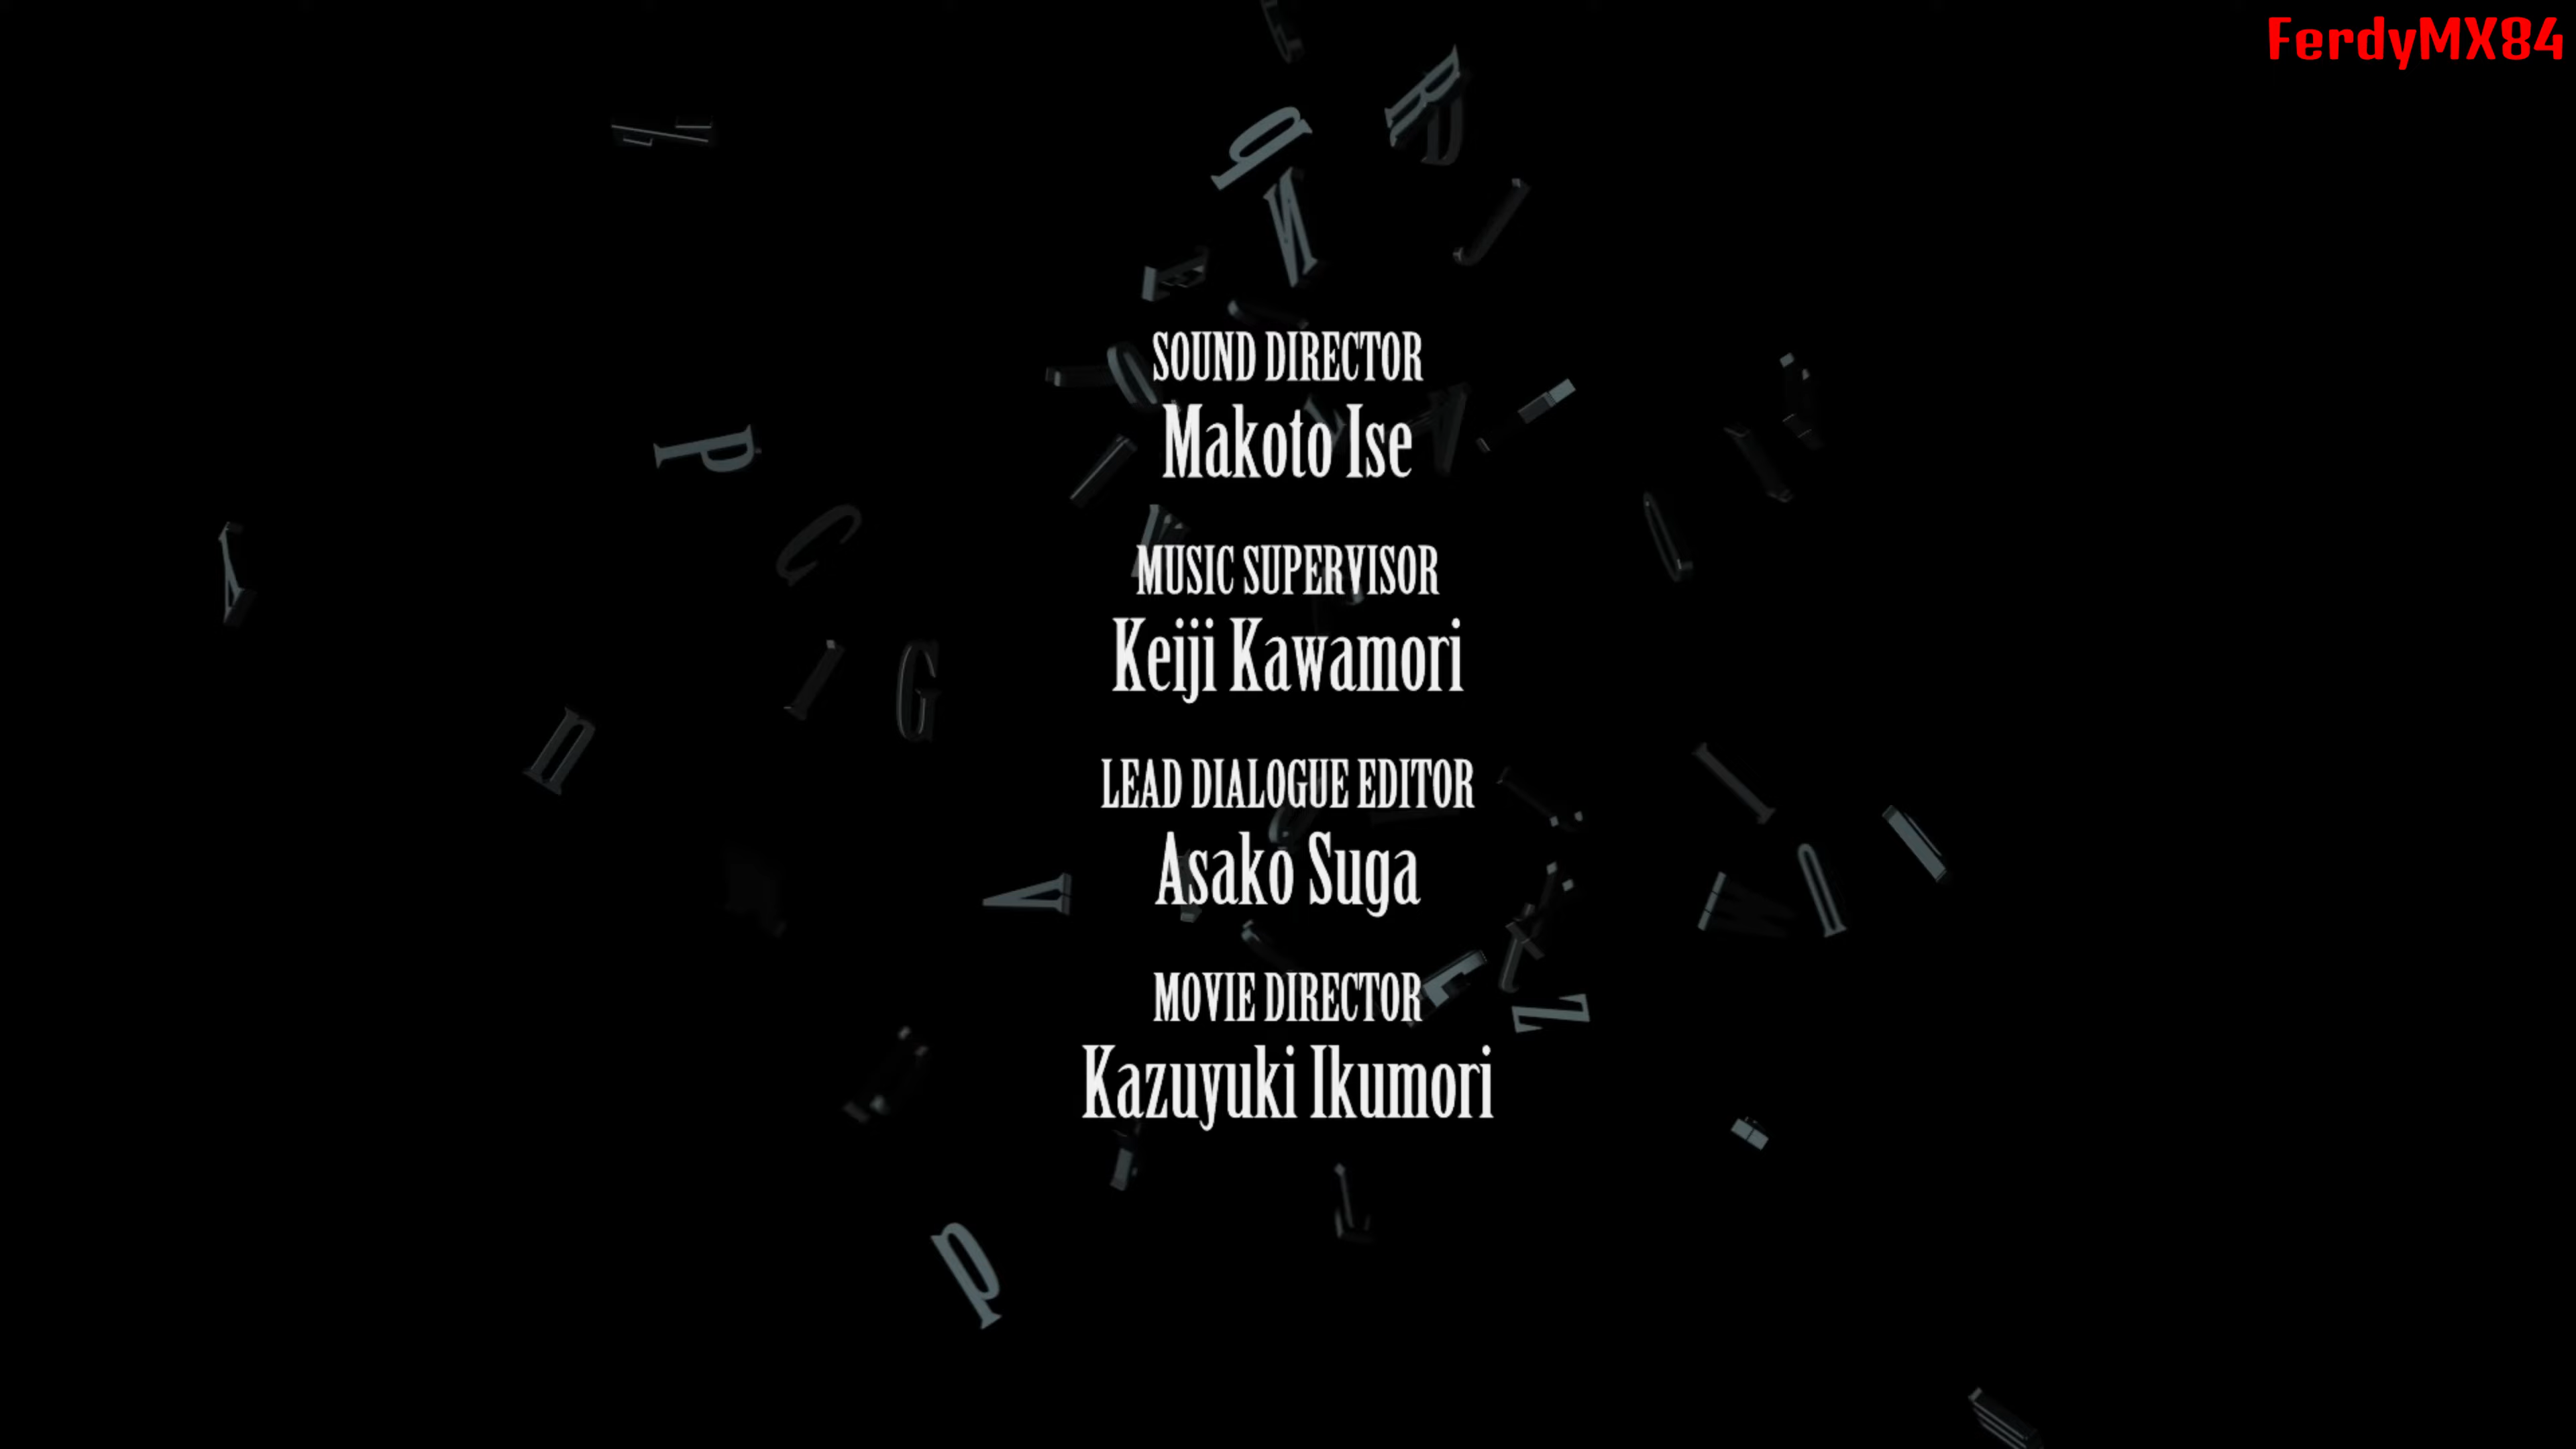 FerdyMX84
SOUND DIRECTOR
Makoto Ise
MUSIC SUPERVISOR
Keiji Kawamori
LEAD DIALOGUE EDITOR
Asako Suga
MOVIE DIRECTOR
Kazuyuki Ikumori